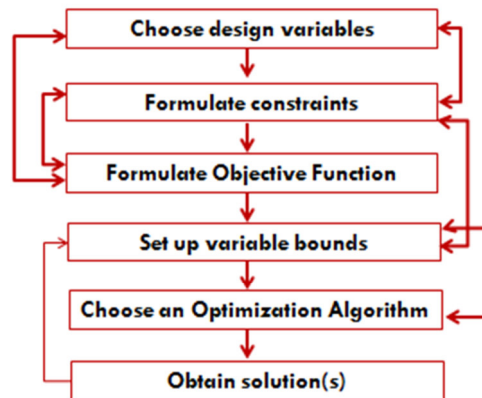 Choose design variables
Formulate constraints
Formulate Objective Function
Set up variable bounds
Choose an Optimization Algorithm
Obtain solution(s)